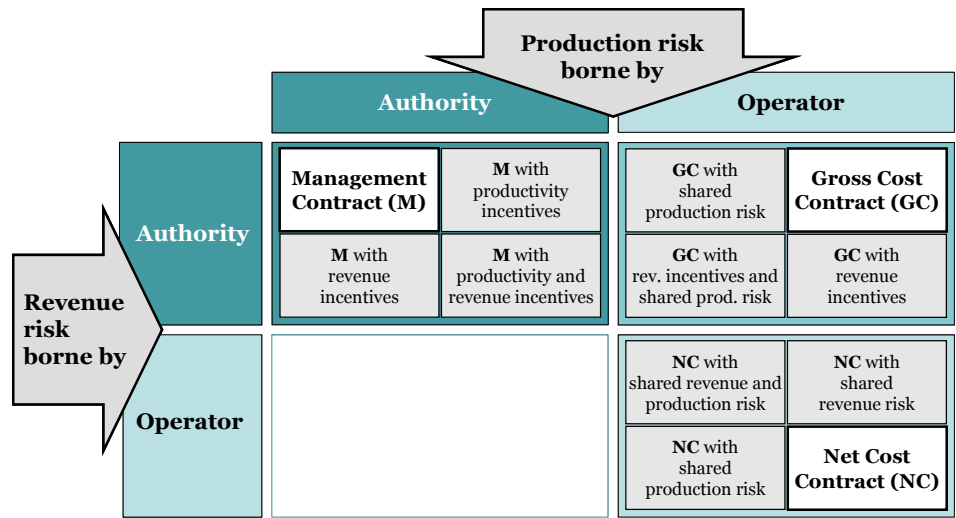 Production risk
borne by
Authority
Operator
Revenue
risk
borne by
Authority
Management
Contract (M)
M with
productivity
incentives
M with
revenue
incentives
M with
productivity and
revenue incentives
GC with
shared
production risk
Gross Cost
Contract (GC)
GC with
rev. incentives and
shared prod. risk
GC with
revenue
incentives
Operator
NC with
shared revenue and
production risk
NC with
shared
revenue risk
NC with
shared
production risk
Net Cost
Contract (NC)